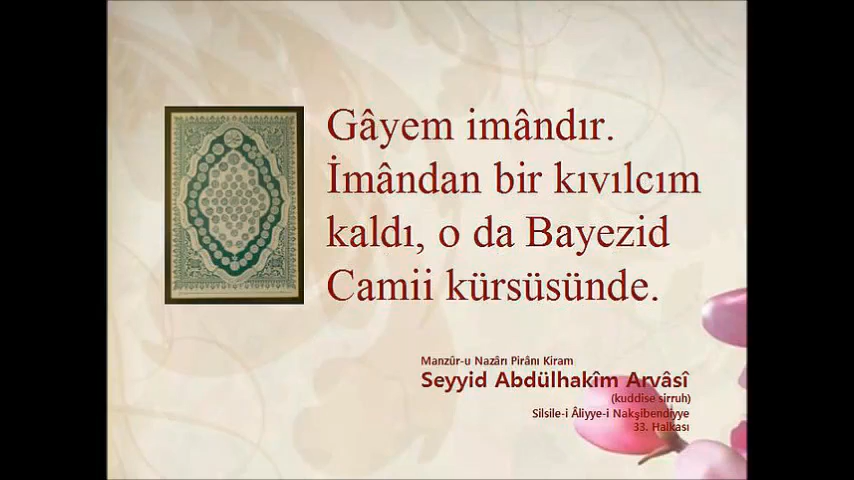 Gâyem imândır.
İmândan bir kıvılcım
kaldı, o da Bayezid
Camii kürsüsünde.
Manzûr-u Nazârı Pirânı Kiram
Seyyid Abdülhakîm Arvâsî
(kuddise sirruh)
Silsile-i Âliyye-i Nakşibendiyye
33. Halkası